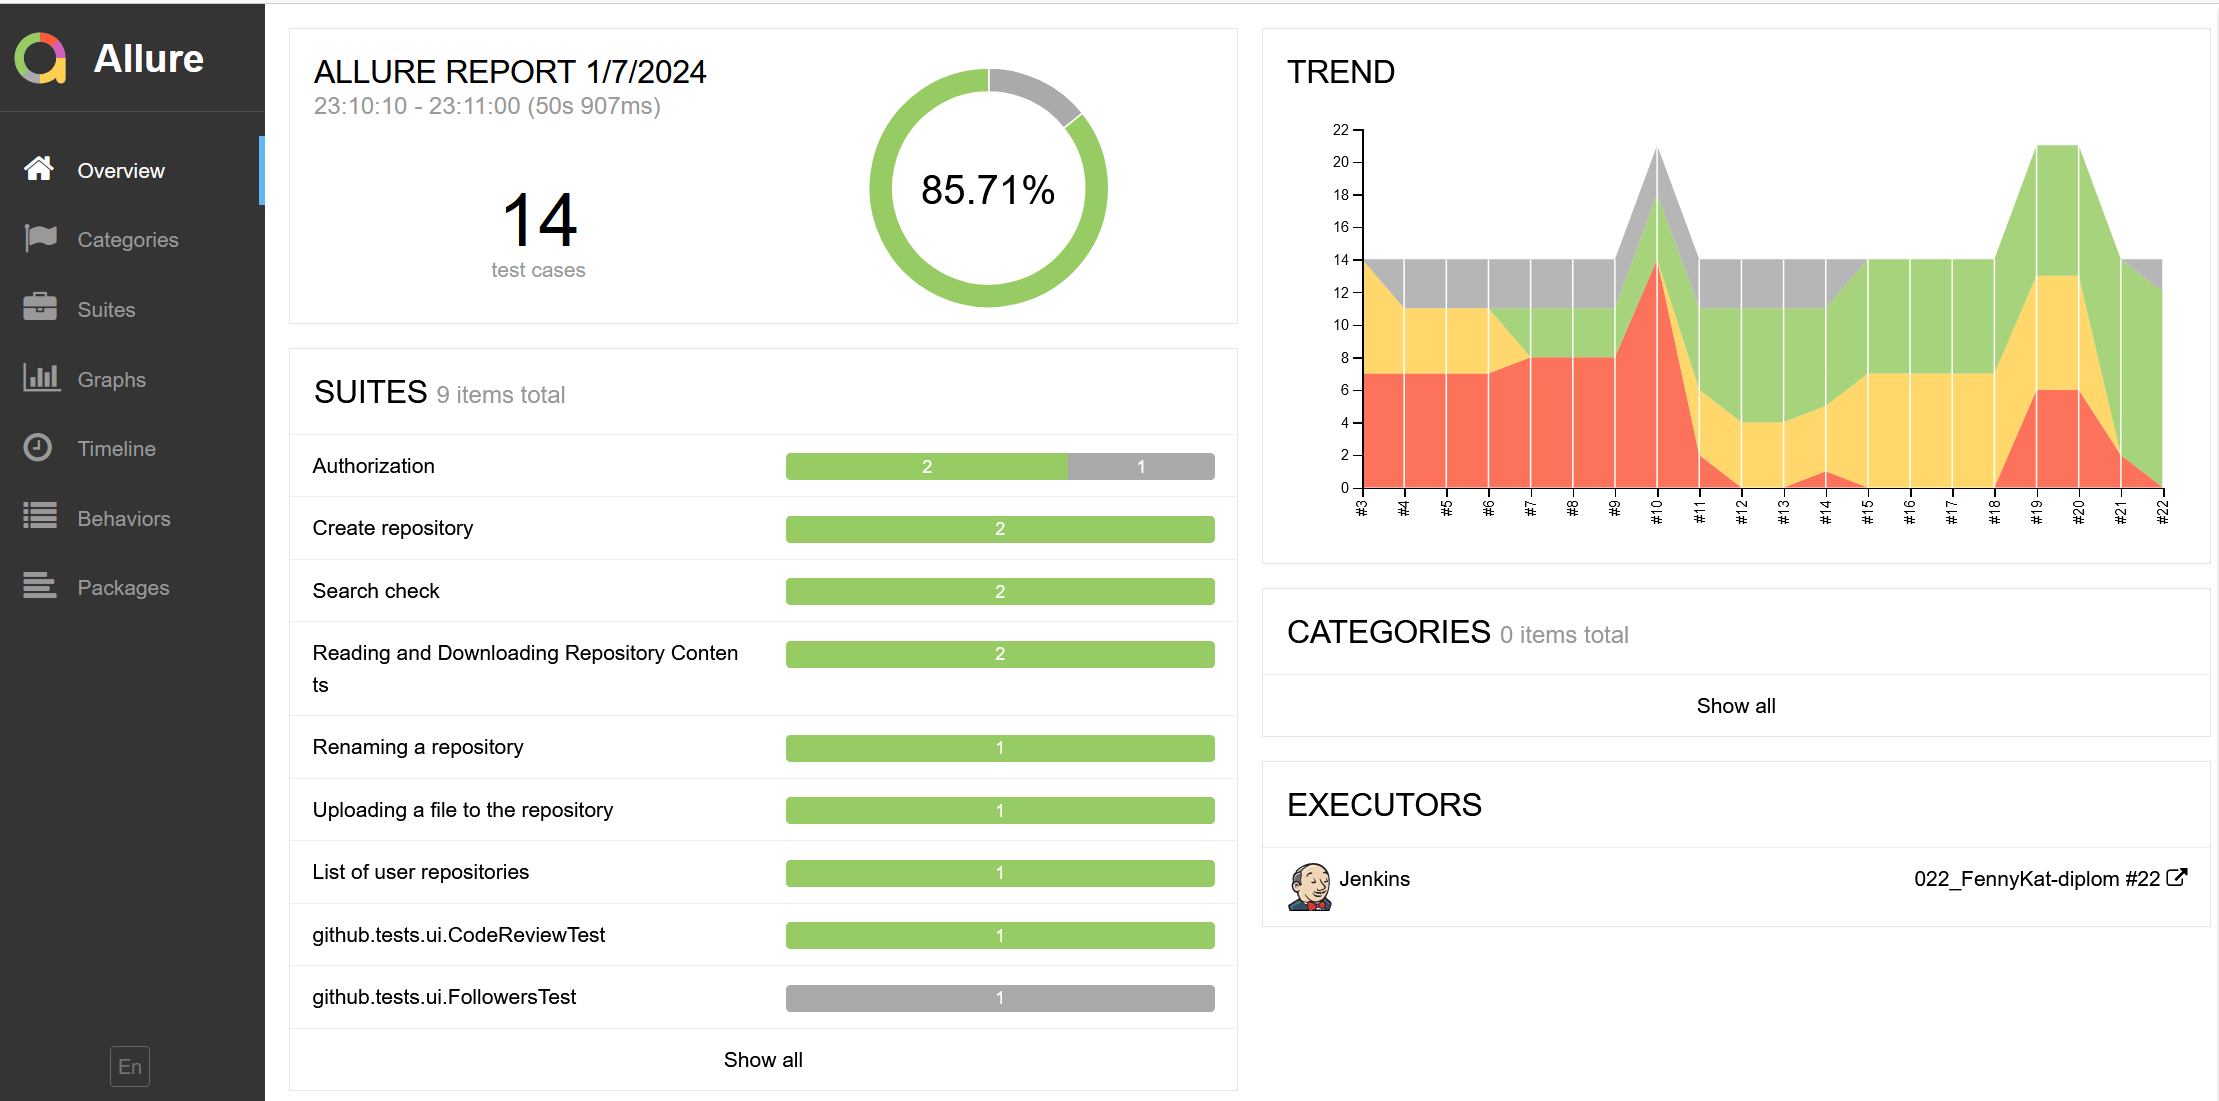 Allure
Overview
Categories
Suites
Graphs
Timeline
Behaviors
Packages
En
ALLURE REPORT 1/7/2024
23:10:10 - 23:11:00 (50s 907ms)
14
test cases
85.71%
SUITES 9 items total
Authorization 2 1
Create repository 2
Search check 2
Reading and Downloading Repository Conten 2
ts
Renaming a repository 1
Uploading a file to the repository 1
List of user repositories 1
github.tests.ui.CodeReviewTest 1
github.tests.ui.FollowersTest 1
Show all
TREND
22
20
18
16
14
12
10
8
6
4
2
0
#3 #4 #5 #6 #7 #8 #9 #10 #11 #12 #13 #14 #15 #16 #17 #18 #19 #20 #21 #22
CATEGORIES 0 items total
Show all
EXECUTORS
Jenkins 022_FennyKat-diplom #22